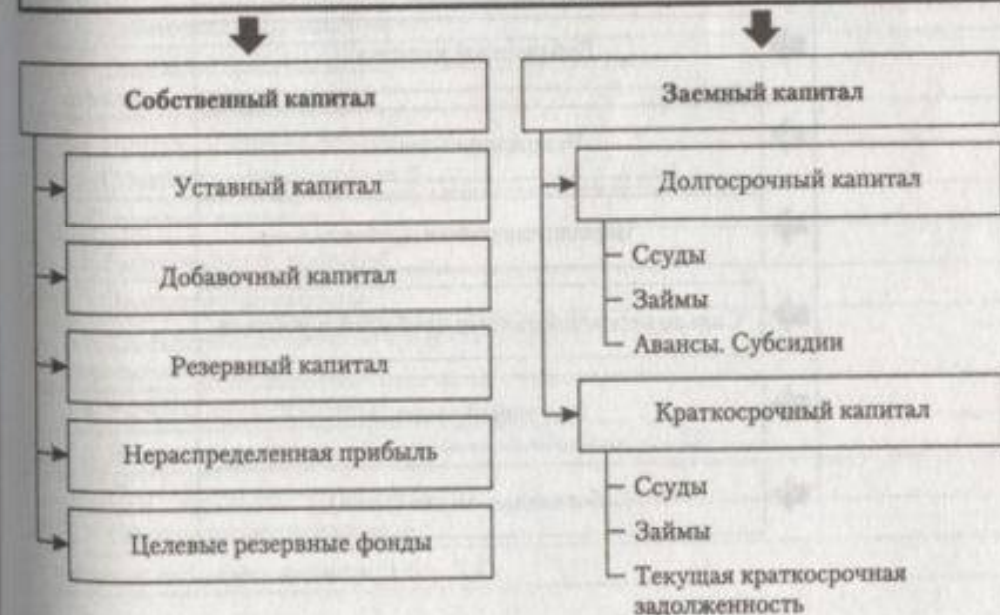 Собственный капитал
Уставный капитал
Добавочный капитал
Резервный капитал
Нераспределенная прибыль
Целевые резервные фонды
Заемный капитал
Долгосрочный капитал
Ссуды
Займы
Авансы. Субсидии
Краткосрочный капитал
Ссуды
Займы
Текущая краткосрочная
задолженность